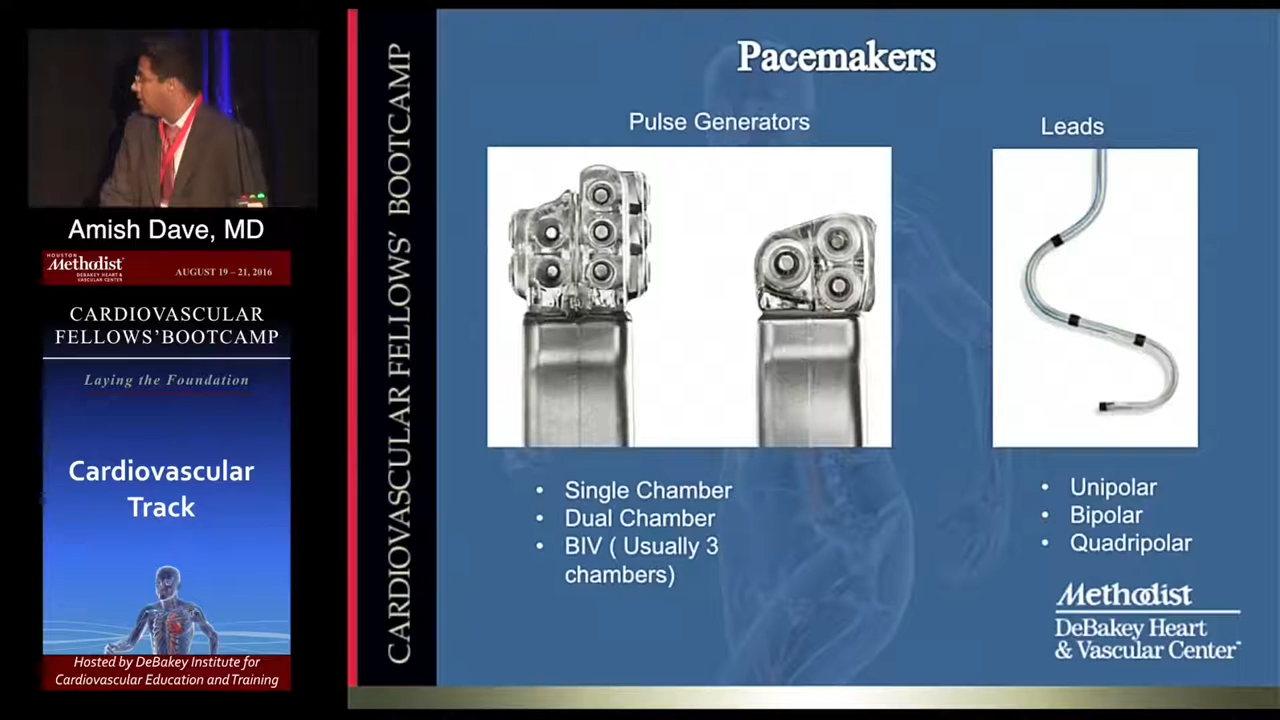 Amish Dave, MD
HOUSTON
Methodist
DEBAKEY HEART &
VASCULAR CENTER
AUGUST 19 – 21, 2016
CARDIOVASCULAR
FELLOWS'BOOTCAMP
Laying the Foundation
Cardiovascular
Track
Hosted by DeBakey Institute for
Cardiovascular Education and Training
CARDIOVASCULAR FELLOWS' BOOTCAMP
Pacemakers
Pulse Generators
Leads
• Single Chamber
• Dual Chamber
• BIV ( Usually 3
chambers)
• Unipolar
• Bipolar
• Quadripolar
Methodist
DeBakey Heart
& Vascular Center